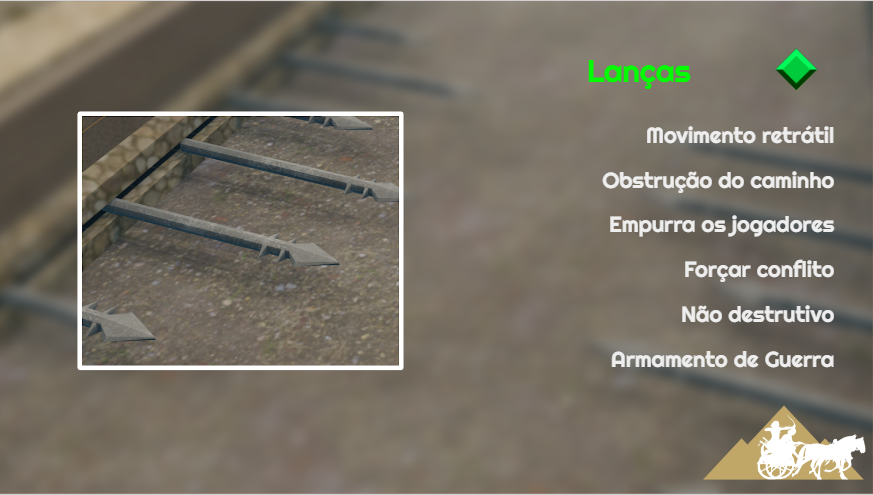 Lanças
Movimento retrátil
Obstrução do caminho
Empurra os jogadores
Forçar conflito
Não destrutivo
Armamento de Guerra